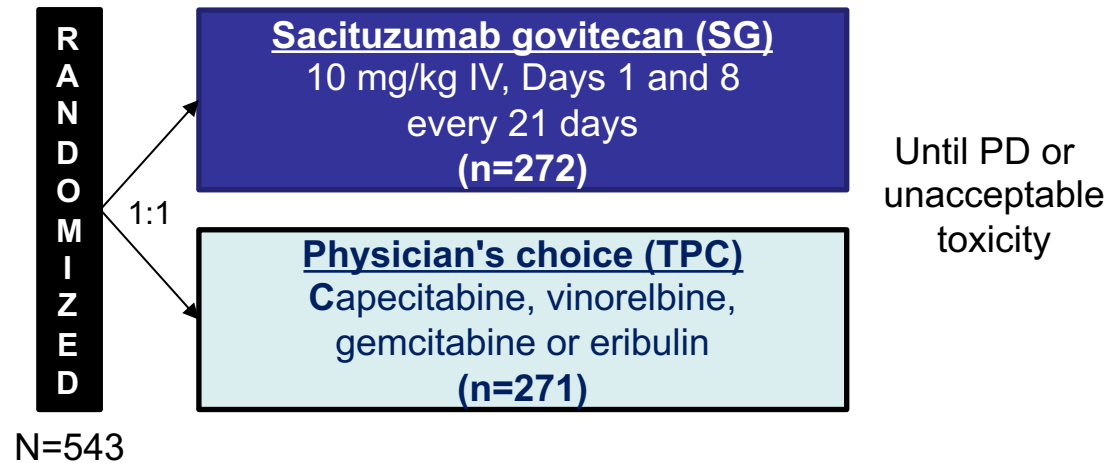 RANDOMIZED
N=543
1:1
Sacituzumab govitecan (SG)
10 mg/kg IV, Days 1 and 8
every 21 days
(n=272)
Physician's choice (TPC)
Capecitabine, vinorelbine,
gemcitabine or eribulin
(n=271)
Until PD or
unacceptable
toxicity